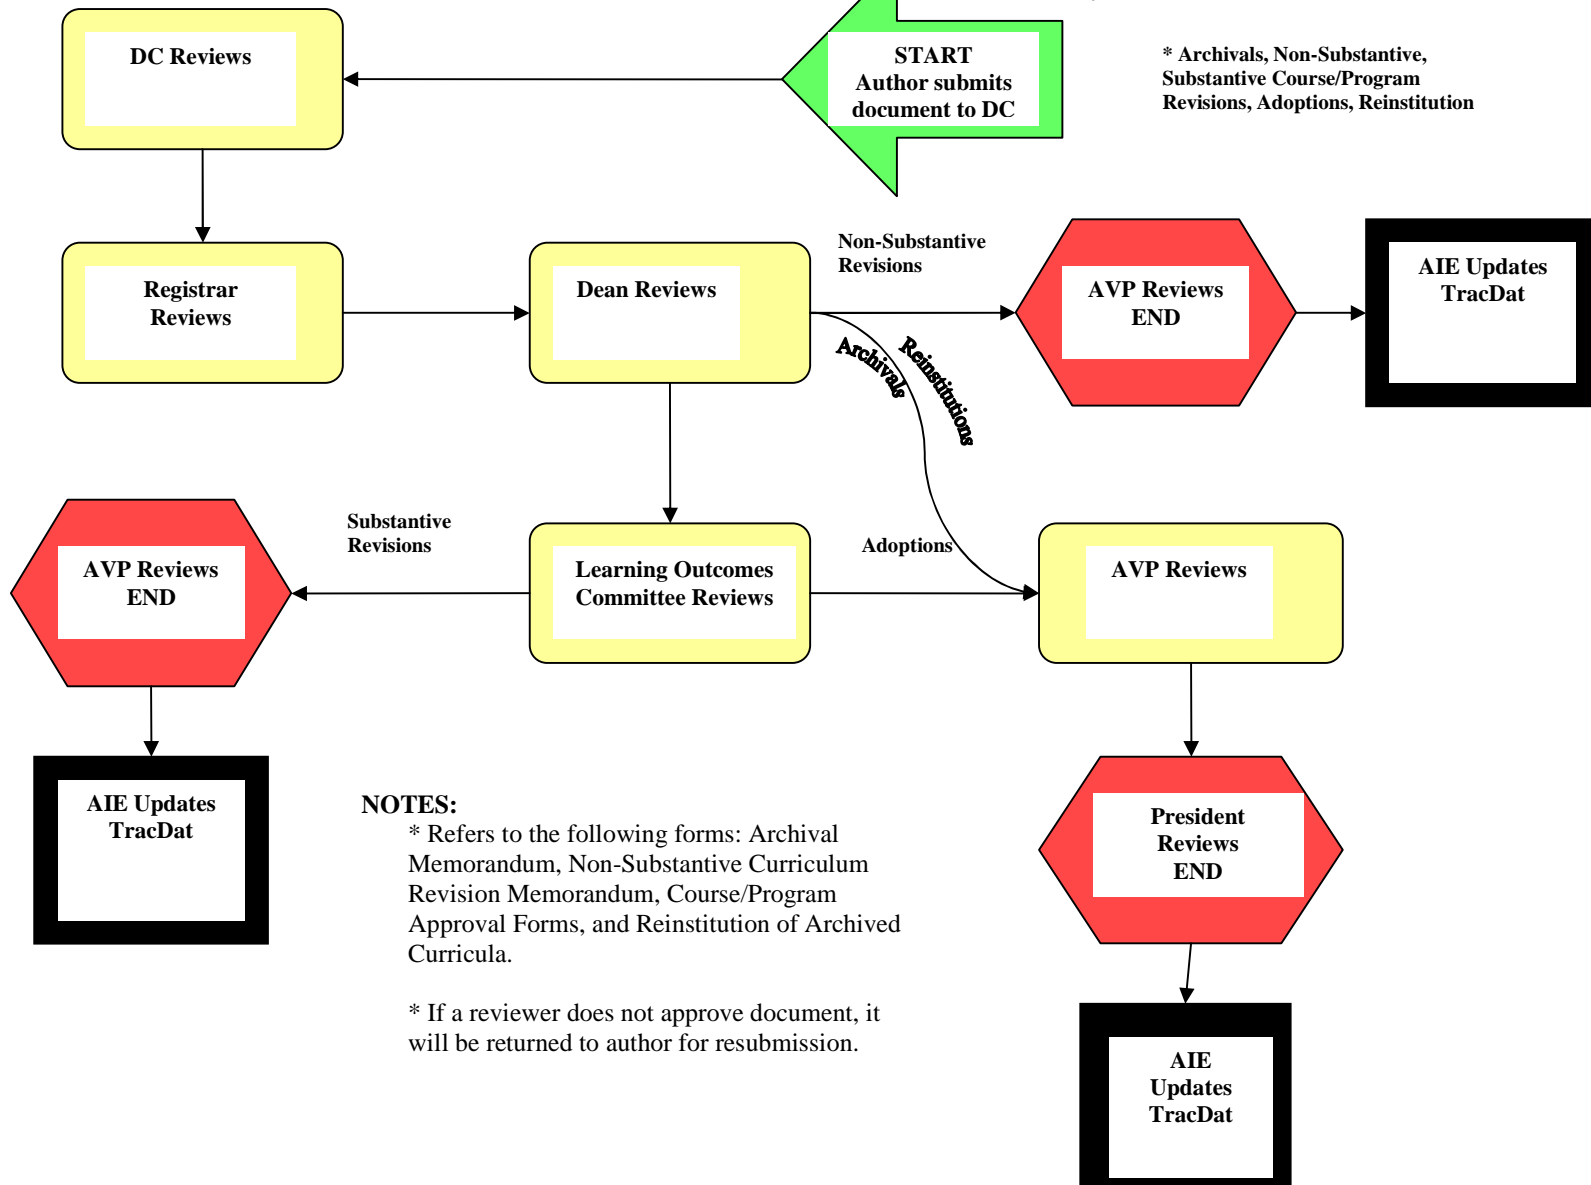 DC Reviews
START
Author submits
document to DC
* Archivals, Non-Substantive,
Substantive Course/Program
Revisions, Adoptions, Reinstitution
Registrar
Reviews
Dean Reviews
Non-Substantive
Revisions
AVP Reviews
END
AIE Updates
TracDat
Archivals
Reinstitutions
AVP Reviews
END
Substantive
Revisions
Learning Outcomes
Committee Reviews
Adoptions
AVP Reviews
AIE Updates
TracDat
NOTES:
* Refers to the following forms: Archival
Memorandum, Non-Substantive Curriculum
Revision Memorandum, Course/Program
Approval Forms, and Reinstitution of Archived
Curricula.
* If a reviewer does not approve document, it
will be returned to author for resubmission.
President
Reviews
END
AIE
Updates
TracDat